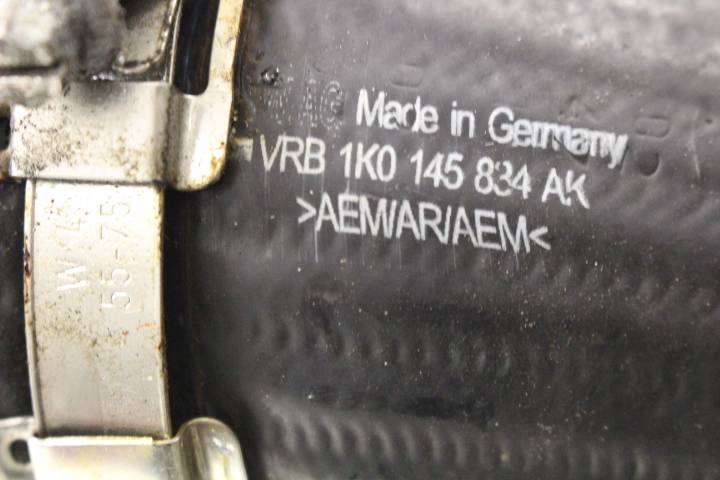 Made in Germany
VRB 1K0 145 834 AK
>AEM/AR/AEM<
55-75